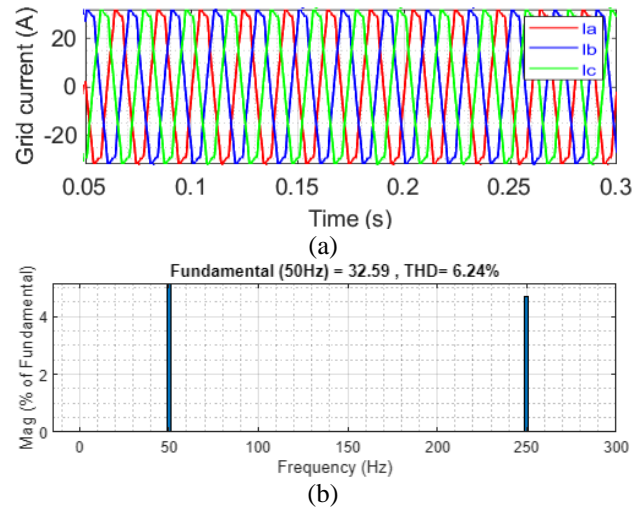 Grid current (A)
20
0
-20
Ia
Ib
Ic
0.05
0.1
0.15
0.2
0.25
0.3
Time (s)
(a)
Fundamental (50Hz) = 32.59 , THD= 6.24%
Mag (% of Fundamental)
4
2
0
0
50
100
150
200
250
300
Frequency (Hz)
(b)